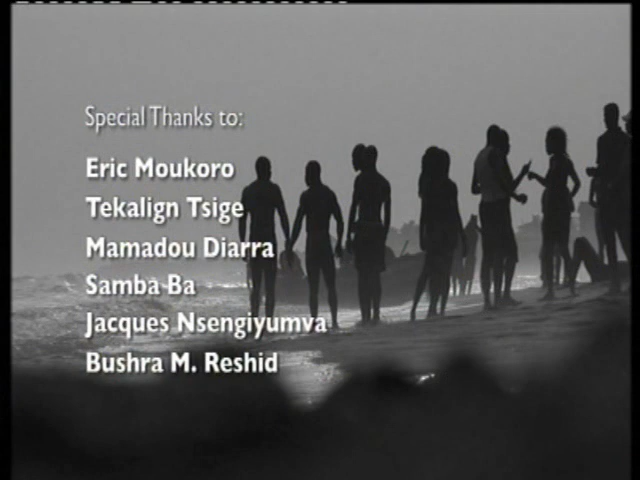 Special Thanks to:
Eric Moukoro
Tekalign Tsige
Mamadou Diarra
Samba Ba
Jacques Nsengiyumva
Bushra M. Reshid